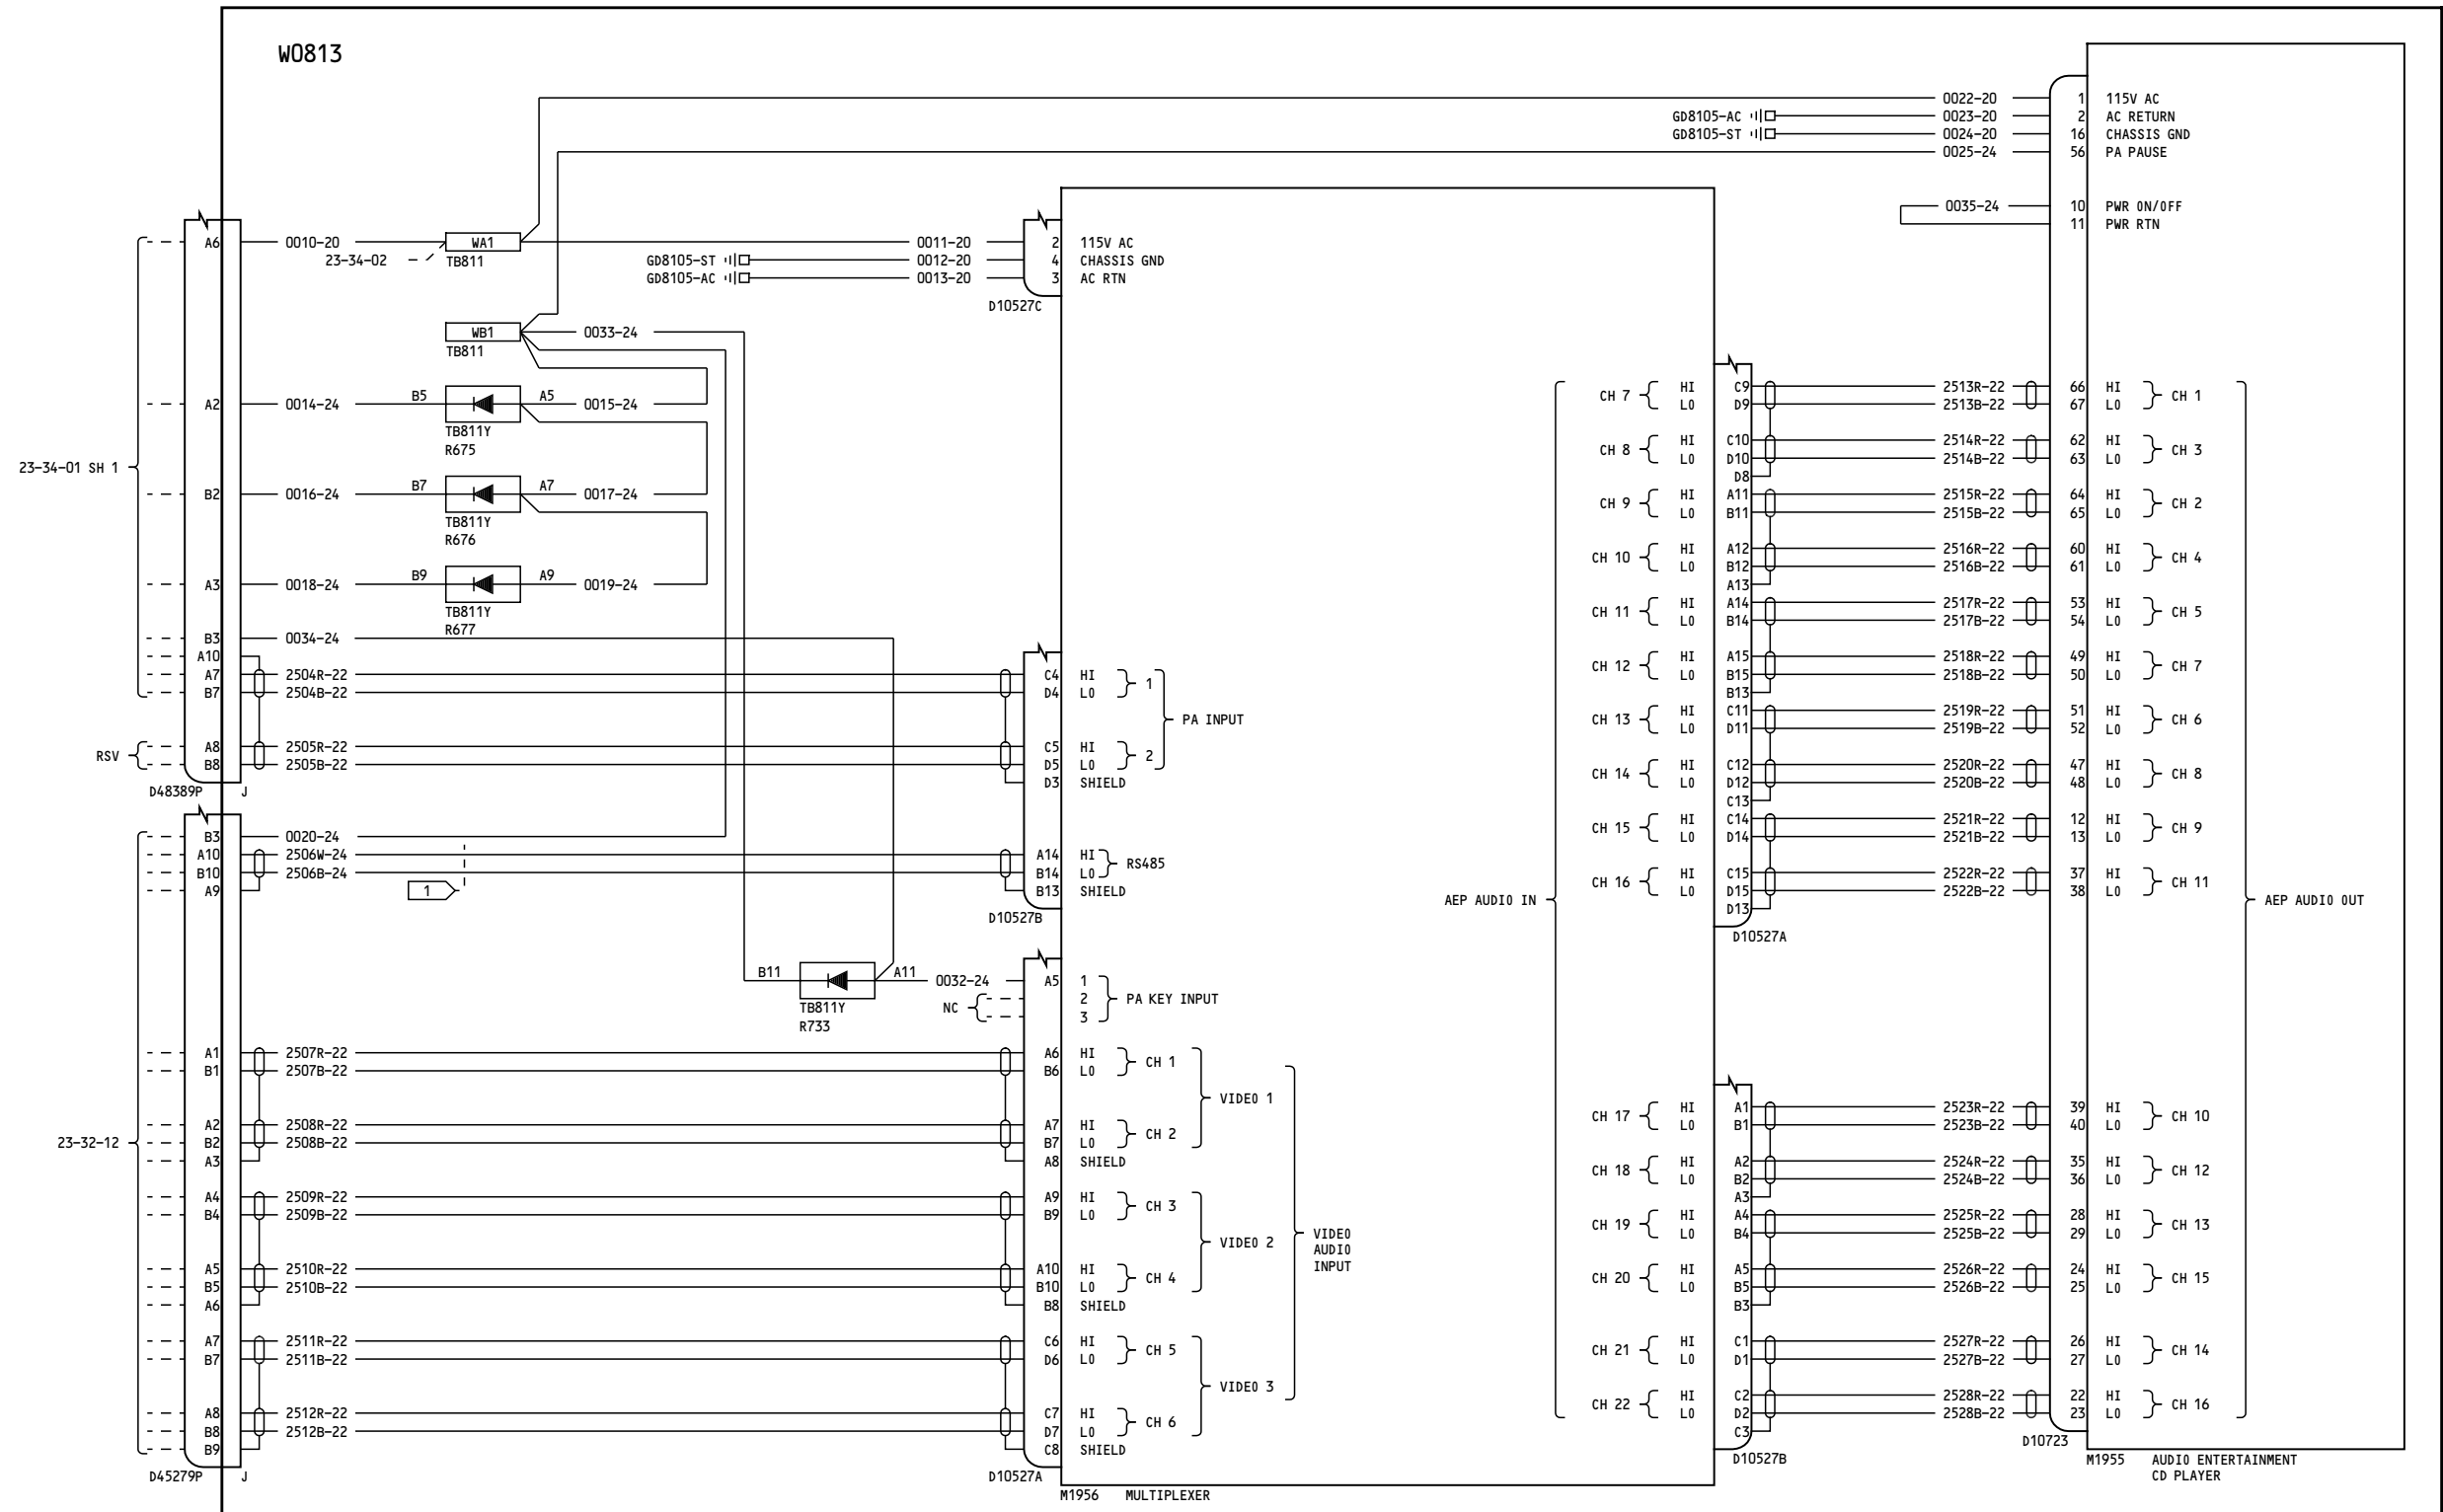 W0813
0022-20 1 115V AC
GD8105-AC 0023-20 2 AC RETURN
GD8105-ST 0024-20 16 CHASSIS GND
0025-24 56 PA PAUSE
0035-24 10 PWR ON/OFF
11 PWR RTN
A6 0010-20 WA1 0011-20 2 115V AC
23-34-02 TB811 GD8105-ST 0012-20 4 CHASSIS GND
GD8105-AC 0013-20 3 AC RTN
D10527C
WB1 0033-24
TB811
A2 0014-24 B5 A5 0015-24
TB811Y
R675
23-34-01 SH 1
B2 0016-24 B7 A7 0017-24
TB811Y
R676
A3 0018-24 B9 A9 0019-24
TB811Y
R677
B3 0034-24
A10
A7 2504R-22 C4 HI
B7 2504B-22 D4 LO
1
PA INPUT
RSV
A8 2505R-22 C5 HI
B8 2505B-22 D5 LO
2
D3 SHIELD
D48389P J
B3 0020-24
A10 2506W-24 A14 HI
B10 2506B-24 B14 LO
RS485
A9 1 B13 SHIELD
D10527B
B11 A11 0032-24 A5 1
TB811Y
R733
NC 2
3
PA KEY INPUT
A1 2507R-22 A6 HI
B1 2507B-22 B6 LO
CH 1
VIDEO 1
A2 2508R-22 A7 HI
B2 2508B-22 B7 LO
CH 2
A3 A8 SHIELD
23-32-12
A4 2509R-22 A9 HI
B4 2509B-22 B9 LO
CH 3
VIDEO 2
VIDEO
AUDIO
INPUT
A5 2510R-22 A10 HI
B5 2510B-22 B10 LO
CH 4
A6 B8 SHIELD
A7 2511R-22 C6 HI
B7 2511B-22 D6 LO
CH 5
VIDEO 3
A8 2512R-22 C7 HI
B8 2512B-22 D7 LO
CH 6
B9 C8 SHIELD
D45279P J
D10527A
M1956 MULTIPLEXER
AEP AUDIO IN
CH 7 HI C9 2513R-22 66 HI CH 1
LO D9 2513B-22 67 LO
CH 8 HI C10 2514R-22 62 HI CH 3
LO D10 2514B-22 63 LO
D8
CH 9 HI A11 2515R-22 64 HI CH 2
LO B11 2515B-22 65 LO
CH 10 HI A12 2516R-22 60 HI CH 4
LO B12 2516B-22 61 LO
A13
CH 11 HI A14 2517R-22 53 HI CH 5
LO B14 2517B-22 54 LO
CH 12 HI A15 2518R-22 49 HI CH 7
LO B15 2518B-22 50 LO
B13
CH 13 HI C11 2519R-22 51 HI CH 6
LO D11 2519B-22 52 LO
CH 14 HI C12 2520R-22 47 HI CH 8
LO D12 2520B-22 48 LO
C13
CH 15 HI C14 2521R-22 12 HI CH 9
LO D14 2521B-22 13 LO
CH 16 HI C15 2522R-22 37 HI CH 11
LO D15 2522B-22 38 LO
D13
D10527A
AEP AUDIO OUT
CH 17 HI A1 2523R-22 39 HI CH 10
LO B1 2523B-22 40 LO
CH 18 HI A2 2524R-22 35 HI CH 12
LO B2 2524B-22 36 LO
A3
CH 19 HI A4 2525R-22 28 HI CH 13
LO B4 2525B-22 29 LO
CH 20 HI A5 2526R-22 24 HI CH 15
LO B5 2526B-22 25 LO
B3
CH 21 HI C1 2527R-22 26 HI CH 14
LO D1 2527B-22 27 LO
CH 22 HI C2 2528R-22 22 HI CH 16
LO D2 2528B-22 23 LO
C3
D10527B
D10723
M1955 AUDIO ENTERTAINMENT
CD PLAYER